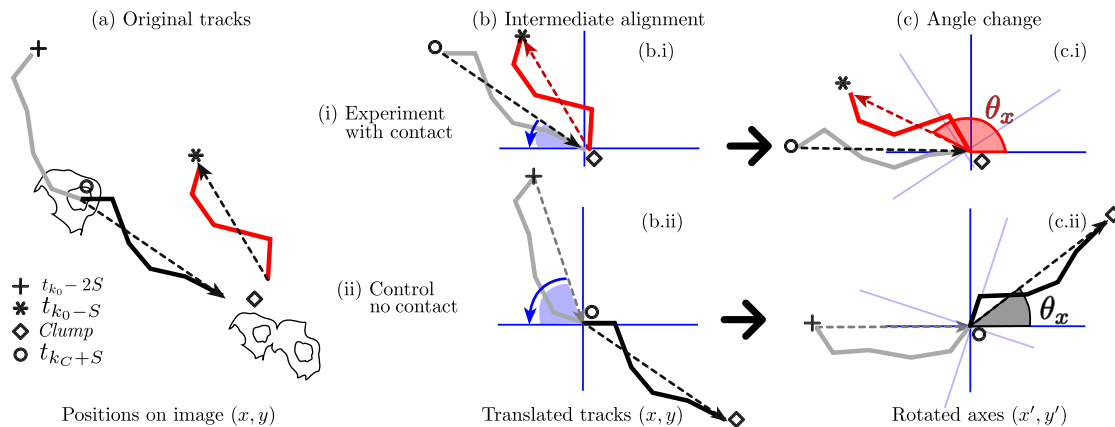 (a) Original tracks
(b) Intermediate alignment
(c) Angle change
(b.i)
(c.i)
(i) Experiment
with contact
θₓ
(b.ii)
(c.ii)
(ii) Control
no contact
θₓ
t_{k₀} − 2S
t_{k₀−S}
Clump
t_{k_C+S}
Positions on image (x, y)
Translated tracks (x, y)
Rotated axes (x′, y′)